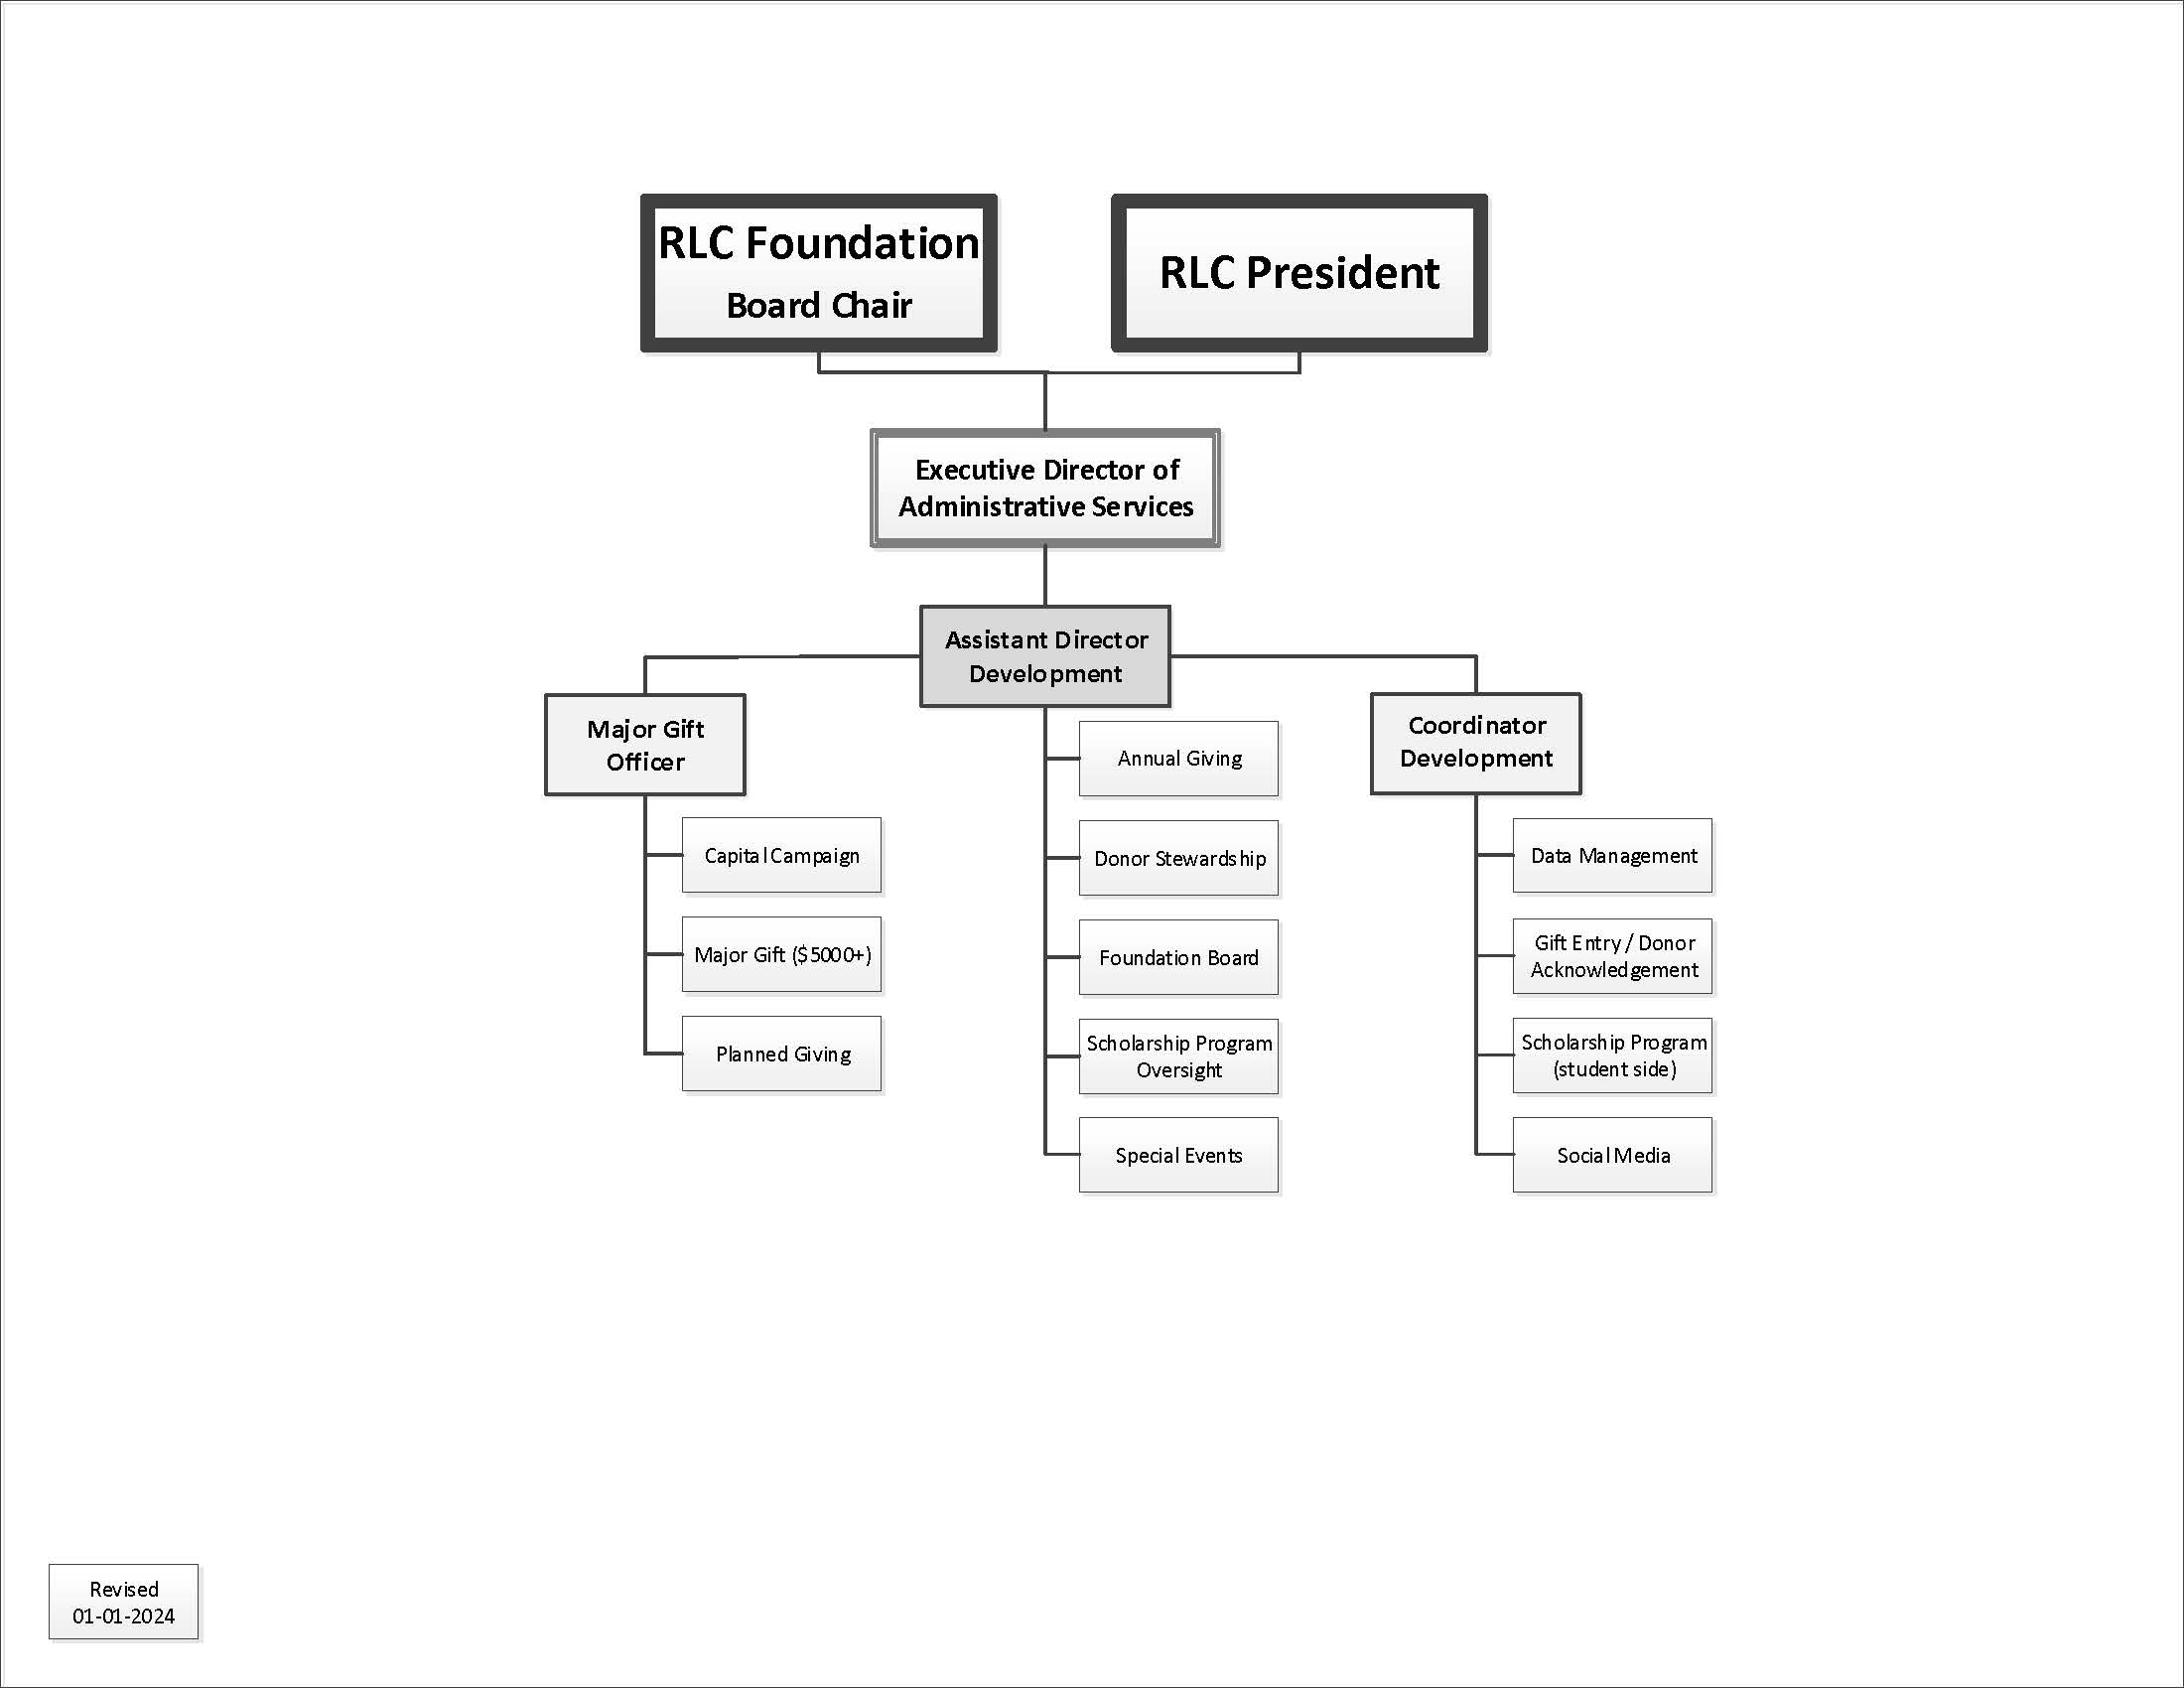 RLC Foundation
Board Chair
RLC President
Executive Director of
Administrative Services
Assistant Director
Development
Major Gift
Officer
Capital Campaign
Major Gift ($5000+)
Planned Giving
Annual Giving
Donor Stewardship
Foundation Board
Scholarship Program
Oversight
Special Events
Coordinator
Development
Data Management
Gift Entry / Donor
Acknowledgement
Scholarship Program
(student side)
Social Media
Revised
01-01-2024